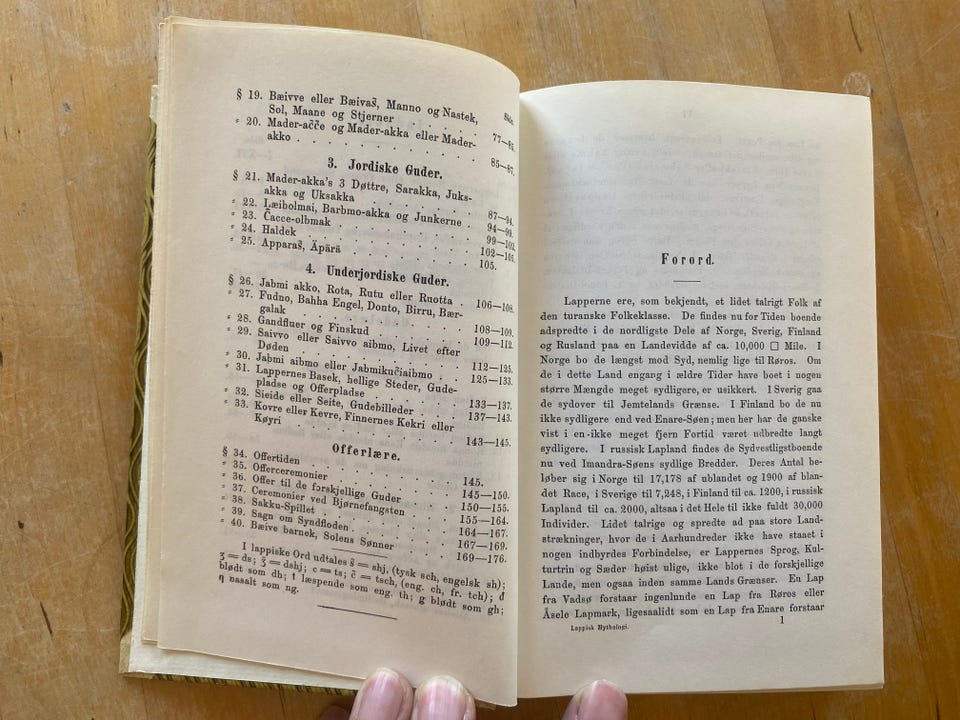 Side.
§ 19. Bæivve eller Bæivaš, Manno og Nastek,
Sol, Maane og Stjerner . . . . . 77—85.
" 20. Mader-ačče og Mader-akka eller Mader-
akko . . . . . . . . . . . 85—87.
3. Jordiske Guder.
§ 21. Mader-akka's 3 Døttre, Sarakka, Juks-
akka og Uksakka . . . . . . . 87—94.
" 22. Læibolmai, Barbmo-akka og Junkerne . 94—99.
" 23. Čacce-olbmak . . . . . . . . 99—102.
" 24. Haldek . . . . . . . . . . 102—105.
" 25. Apparaš, Äpärä . . . . . . . 105.
4. Underjordiske Guder.
§ 26. Jabmi akko, Rota, Rutu eller Ruotta . 106—108.
" 27. Fudno, Bahha Engel, Donto, Birru, Bær-
galak . . . . . . . . . . 108—109.
" 28. Gandfluer og Finskud . . . . . . 109—112.
" 29. Saivvo eller Saivvo aibmo, Livet efter
Døden . . . . . . . . . . 112—125.
" 30. Jabmi aibmo eller Jabmikučiaibmo . . 125—133.
" 31. Lappernes Basek, hellige Steder, Gude-
pladse og Offerpladse . . . . . . 133—137.
" 32. Sieide eller Seite, Gudebilleder . . . 137—143.
" 33. Kovre eller Kevre, Finnernes Kekri eller
Køyri . . . . . . . . . . 143—145.
Offerlære.
§ 34. Offertiden . . . . . . . . . 145.
" 35. Offerceremonier . . . . . . . 145—150.
" 36. Offer til de forskjellige Guder . . . 150—155.
" 37. Ceremonier ved Bjørnefangsten . . . 155—164.
" 38. Sakku-Spillet . . . . . . . . 164—167.
" 39. Sagn om Syndfloden . . . . . . 167—169.
" 40. Bæive barnek, Solens Sønner . . . . 169—176.
I lappiske Ord udtales š = shj, (tysk sch, engelsk sh);
ʒ = ds; ǯ = dshj; c = ts; č = tsch, (eng. ch, fr. tch); đ
blødt som dh; ŧ læspende som eng. th; g blødt som gh;
ŋ nasalt som ng.
Forord.
Lapperne ere, som bekjendt, et lidet talrigt Folk af
den turanske Folkeklasse. De findes nu for Tiden boende
adspredte i de nordligste Dele af Norge, Sverig, Finland
og Rusland paa en Landevidde af ca. 10,000 □ Mile. I
Norge bo de længst mod Syd, nemlig lige til Røros. Om
de i dette Land engang i ældre Tider have boet i nogen
større Mængde meget sydligere, er usikkert. I Sverig gaa
de sydover til Jemtelands Grænse. I Finland bo de nu
ikke sydligere end ved Enare-Søen; men her har de ganske
vist i en ikke meget fjern Fortid været udbredte langt
sydligere. I russisk Lapland findes de Sydvestligstboende
nu ved Imandra-Søens sydlige Bredder. Deres Antal be-
løber sig i Norge til 17,178 af ublandet og 1900 af blan-
det Race, i Sverige til 7,248, i Finland til ca. 1200, i russisk
Lapland til ca. 2000, altsaa i det Hele til ikke fuldt 30,000
Individer. Lidet talrige og spredte ad paa store Land-
strækninger, hvor de i Aarhundreder ikke have staaet i
nogen indbyrdes Forbindelse, er Lappernes Sprog, Kul-
turtrin og Sæder høist ulige, ikke blot i de forskjellige
Lande, men ogsaa inden samme Lands Grænser. En Lap
fra Vadsø forstaar ingenlunde en Lap fra Røros eller
Åsele Lapmark, ligesaalidt som en Lap fra Enare forstaar
Lappisk Mythologi.
1